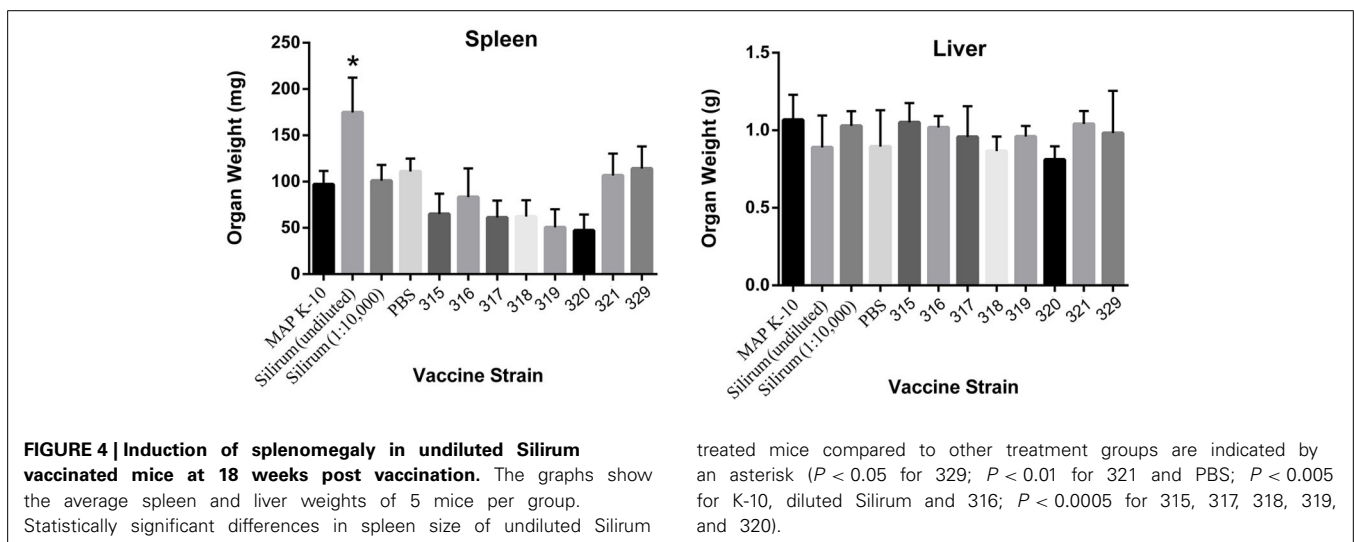 Spleen
Organ Weight (mg)
250
200
150
100
50
0
*
MAP K-10
Silirum (undiluted)
Silirum (1:10,000)
PBS
315
316
317
318
319
320
321
329
Vaccine Strain
Liver
Organ Weight (g)
1.5
1.0
0.5
0.0
MAP K-10
Silirum (undiluted)
Silirum (1:10,000)
PBS
315
316
317
318
319
320
321
329
Vaccine Strain
FIGURE 4 | Induction of splenomegaly in undiluted Silirum
vaccinated mice at 18 weeks post vaccination. The graphs show
the average spleen and liver weights of 5 mice per group.
Statistically significant differences in spleen size of undiluted Silirum
treated mice compared to other treatment groups are indicated by
an asterisk (P < 0.05 for 329; P < 0.01 for 321 and PBS; P < 0.005
for K-10, diluted Silirum and 316; P < 0.0005 for 315, 317, 318, 319,
and 320).